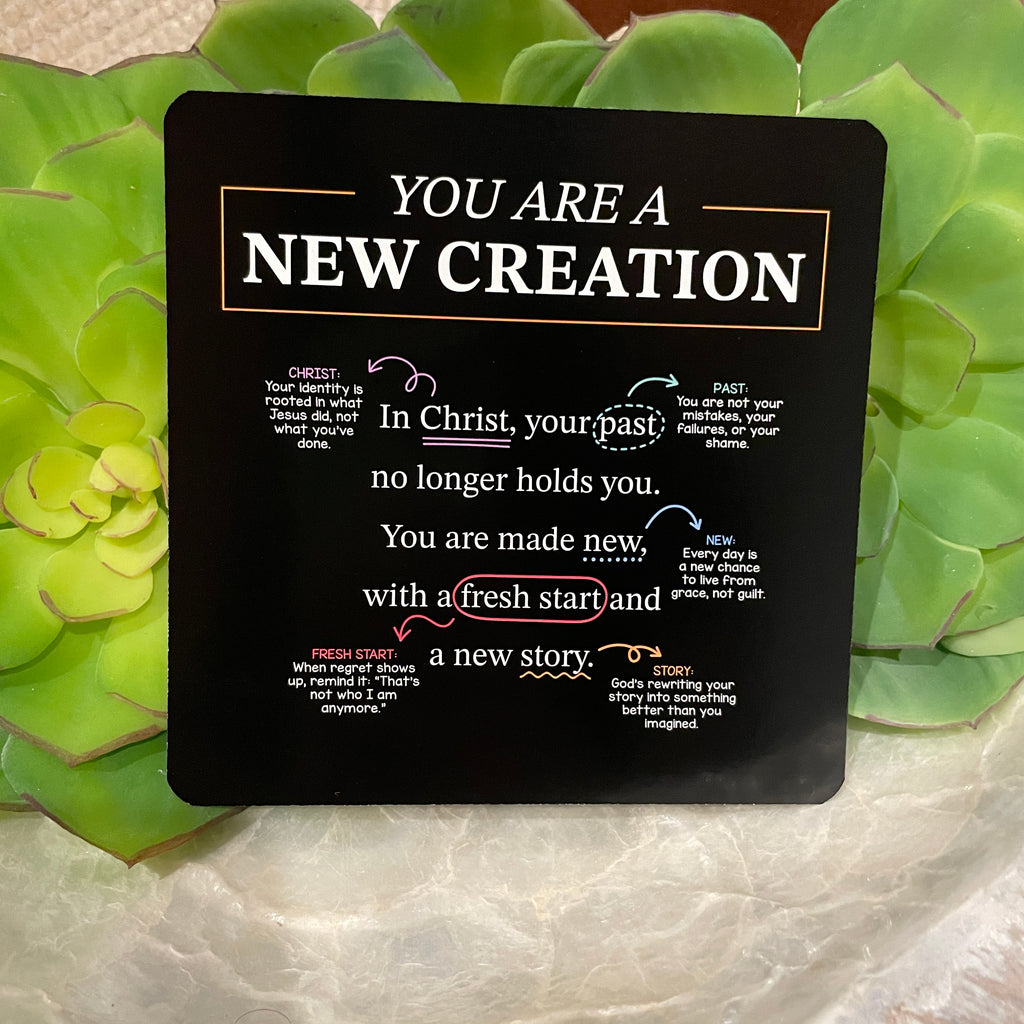 YOU ARE A
NEW CREATION
CHRIST:
Your identity is
rooted in what
Jesus did, not
what you've
done.
PAST:
You are not your
mistakes, your
failures, or your
shame.
In Christ, your past
no longer holds you.
You are made new,
NEW:
Every day is
a new chance
to live from
grace, not guilt.
with a fresh start and
a new story.
FRESH START:
When regret shows
up, remind it: "That's
not who I am
anymore."
STORY:
God's rewriting your
story into something
better than you
imagined.